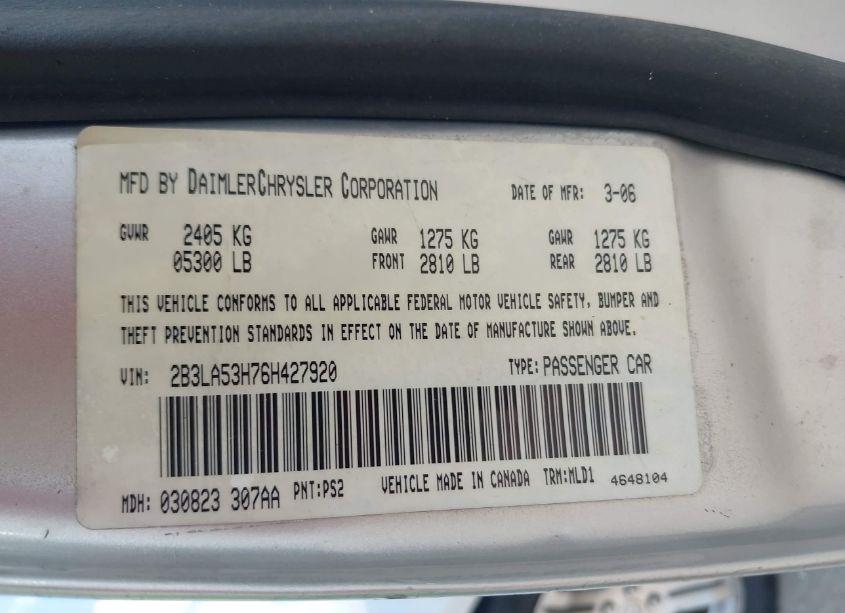 MFD BY DAIMLERCHRYSLER CORPORATION DATE OF MFR: 3-06
GVWR 2405 KG GAWR 1275 KG GAWR 1275 KG
05300 LB FRONT 2810 LB REAR 2810 LB
THIS VEHICLE CONFORMS TO ALL APPLICABLE FEDERAL MOTOR VEHICLE SAFETY, BUMPER AND
THEFT PREVENTION STANDARDS IN EFFECT ON THE DATE OF MANUFACTURE SHOWN ABOVE.
VIN: 2B3LA53H76H427920 TYPE: PASSENGER CAR
MDH: 030823 307AA PNT:PS2 VEHICLE MADE IN CANADA TRM:MLD1 4648104